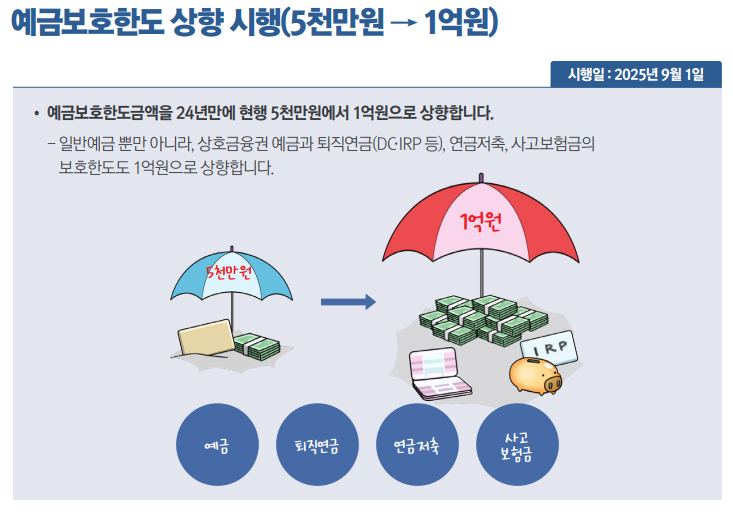 예금보호한도 상향 시행(5천만원 → 1억원)
시행일 : 2025년 9월 1일
• 예금보호한도금액을 24년만에 현행 5천만원에서 1억원으로 상향합니다.
– 일반예금 뿐만 아니라, 상호금융권 예금과 퇴직연금(DC·IRP 등), 연금저축, 사고보험금의
보호한도도 1억원으로 상향합니다.
5천만원
1억원
IRP
예금
퇴직연금
연금저축
사고
보험금